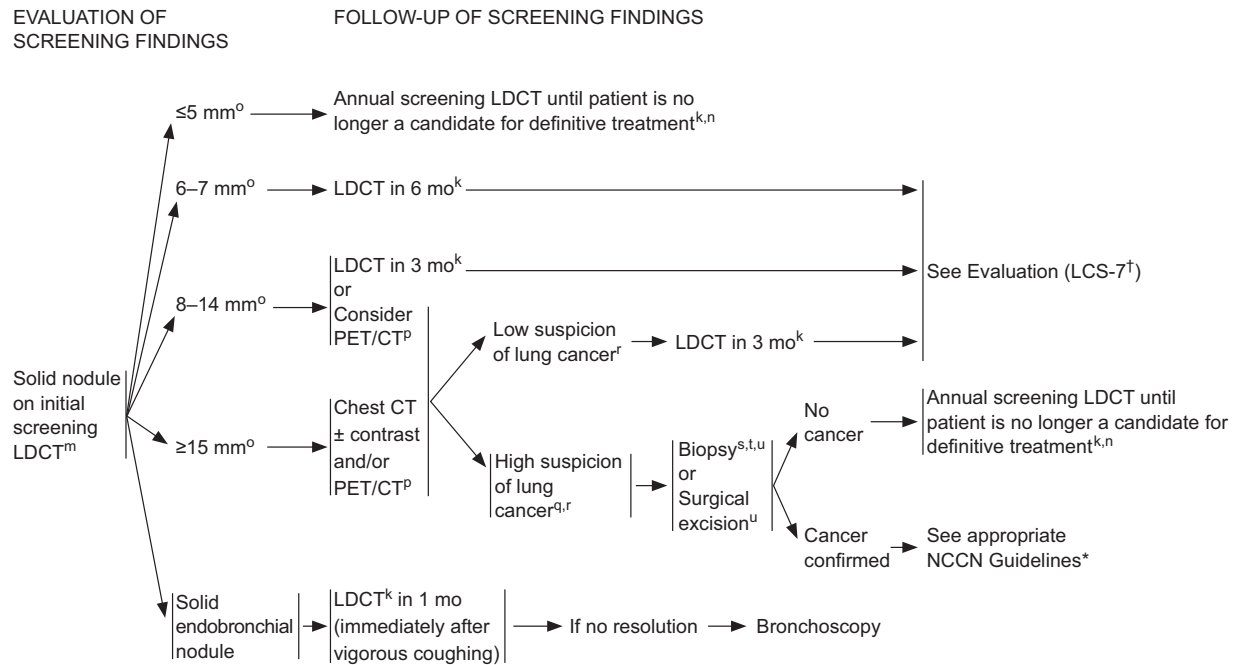 EVALUATION OF
SCREENING FINDINGS
FOLLOW-UP OF SCREENING FINDINGS
≤5 mmᵒ
Annual screening LDCT until patient is no
longer a candidate for definitive treatmentᵏ,ⁿ
6–7 mmᵒ
LDCT in 6 moᵏ
8–14 mmᵒ
LDCT in 3 moᵏ
or
Consider
PET/CTᵖ
See Evaluation (LCS-7†)
Low suspicion
of lung cancerʳ
LDCT in 3 moᵏ
Solid nodule
on initial
screening
LDCTᵐ
≥15 mmᵒ
Chest CT
± contrast
and/or
PET/CTᵖ
High suspicion
of lung
cancer^q,r
Biopsyˢ,ᵗ,ᵘ
or
Surgical
excisionᵘ
No
cancer
Annual screening LDCT until
patient is no longer a candidate for
definitive treatmentᵏ,ⁿ
Cancer
confirmed
See appropriate
NCCN Guidelines*
Solid
endobronchial
nodule
LDCTᵏ in 1 mo
(immediately after
vigorous coughing)
If no resolution
Bronchoscopy